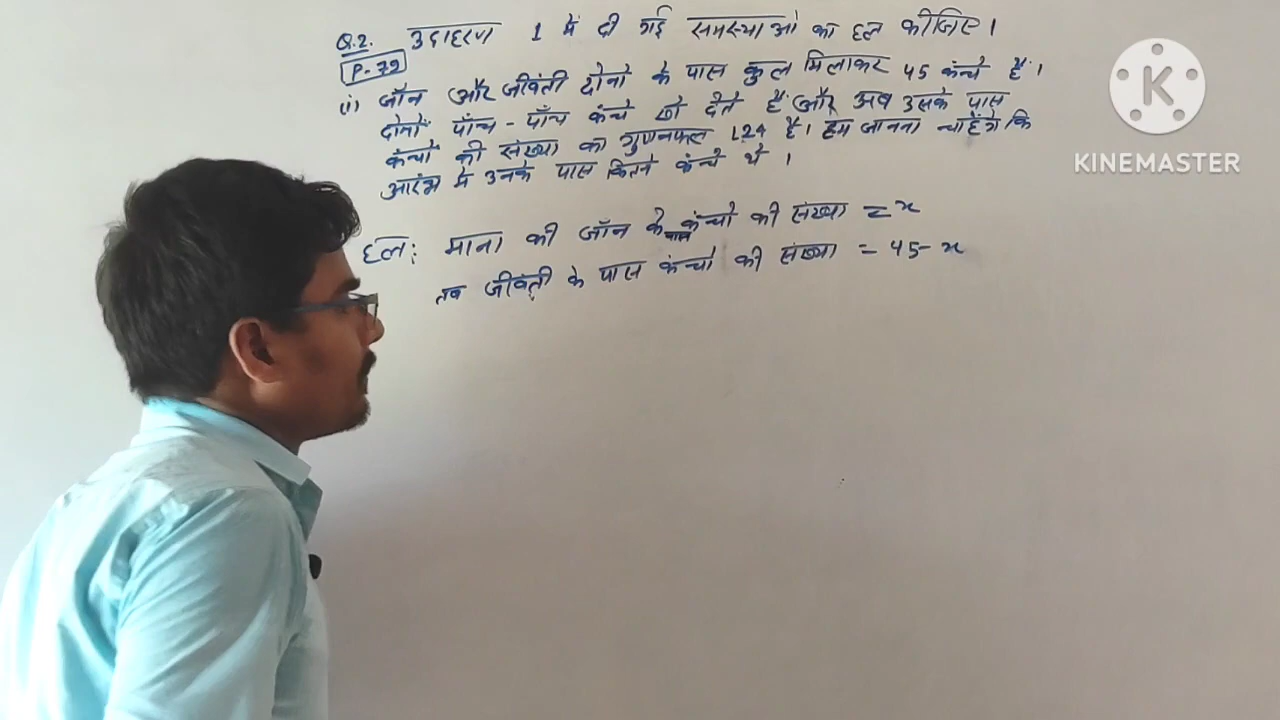 Q.2. उदाहरण 1 में दी गई समस्याओं का हल कीजिए।
P-79
(i) जॉन और जीवंती दोनों के पास कुल मिलाकर 45 कंचे हैं।
दोनों पाँच-पाँच कंचे खो देते हैं और अब उसके पास
कंचो की संख्या का गुणनफल 124 है। हम जानना चाहेंगे कि
आरंभ में उनके पास कितने कंचे थे।
हल: माना की जॉन के पास कंचो की संख्या = x
तब जीवंती के पास कंचो की संख्या = 45-x
K
KINEMASTER